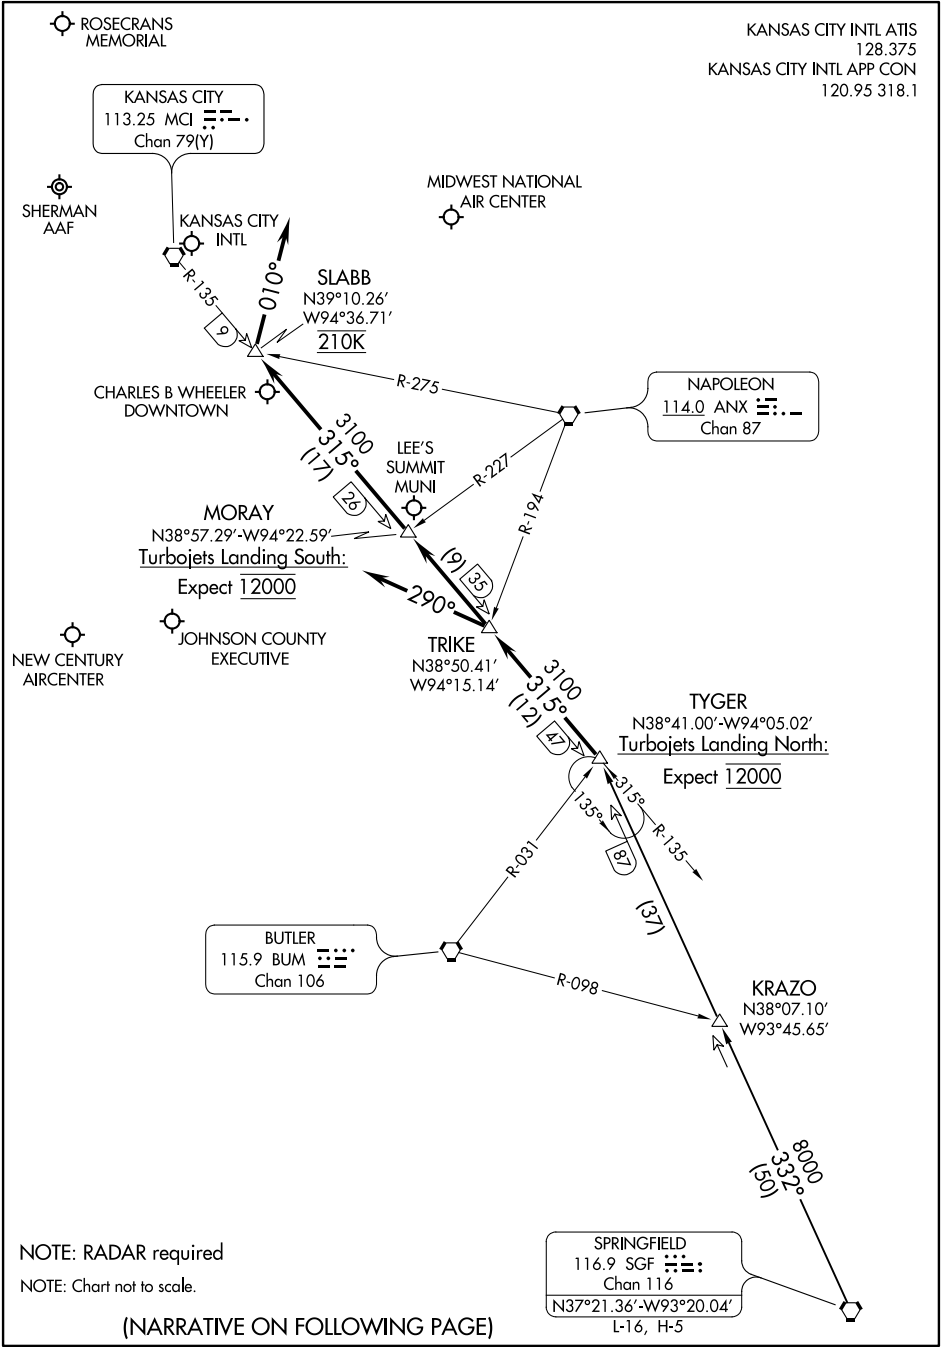 ROSECRANS
MEMORIAL
KANSAS CITY INTL ATIS
128.375
KANSAS CITY INTL APP CON
120.95 318.1
KANSAS CITY
113.25 MCI
Chan 79(Y)
SHERMAN
AAF
KANSAS CITY
INTL
MIDWEST NATIONAL
AIR CENTER
R-135
9
010°
SLABB
N39°10.26'
W94°36.71'
210K
CHARLES B WHEELER
DOWNTOWN
R-275
NAPOLEON
114.0 ANX
Chan 87
3100
315°
(17)
LEE'S
SUMMIT
MUNI
R-227
R-194
26
MORAY
N38°57.29'-W94°22.59'
Turbojets Landing South:
Expect 12000
(9)
35
290°
JOHNSON COUNTY
EXECUTIVE
NEW CENTURY
AIRCENTER
TRIKE
N38°50.41'
W94°15.14'
3100
315°
(12)
47
TYGER
N38°41.00'-W94°05.02'
Turbojets Landing North:
Expect 12000
315°
135°
R-135
87
R-031
(37)
BUTLER
115.9 BUM
Chan 106
R-098
KRAZO
N38°07.10'
W93°45.65'
8000
332°
(50)
SPRINGFIELD
116.9 SGF
Chan 116
N37°21.36'-W93°20.04'
L-16, H-5
NOTE: RADAR required
NOTE: Chart not to scale.
(NARRATIVE ON FOLLOWING PAGE)